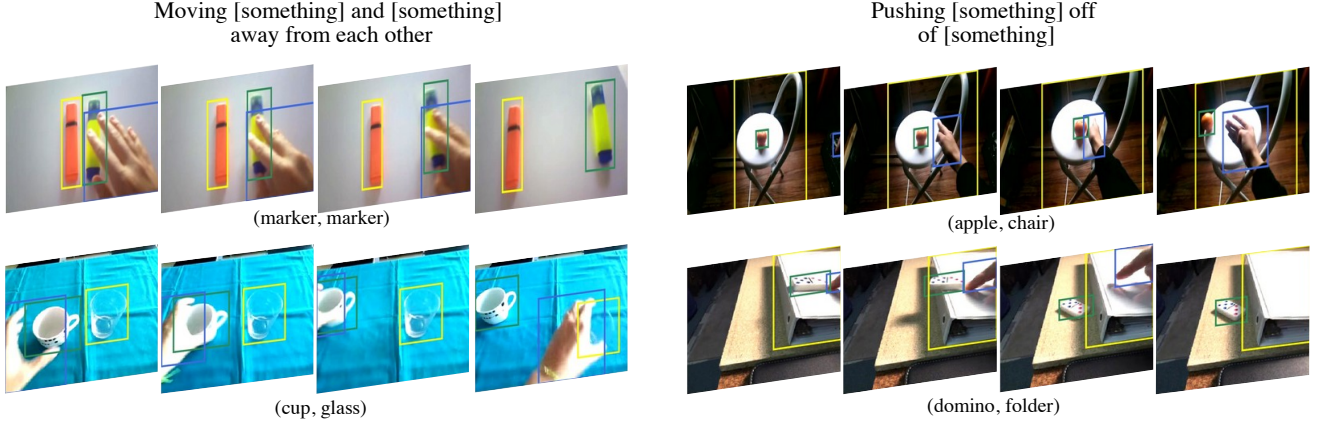 Moving [something] and [something]
away from each other
Pushing [something] off
of [something]
(marker, marker)
(apple, chair)
(cup, glass)
(domino, folder)